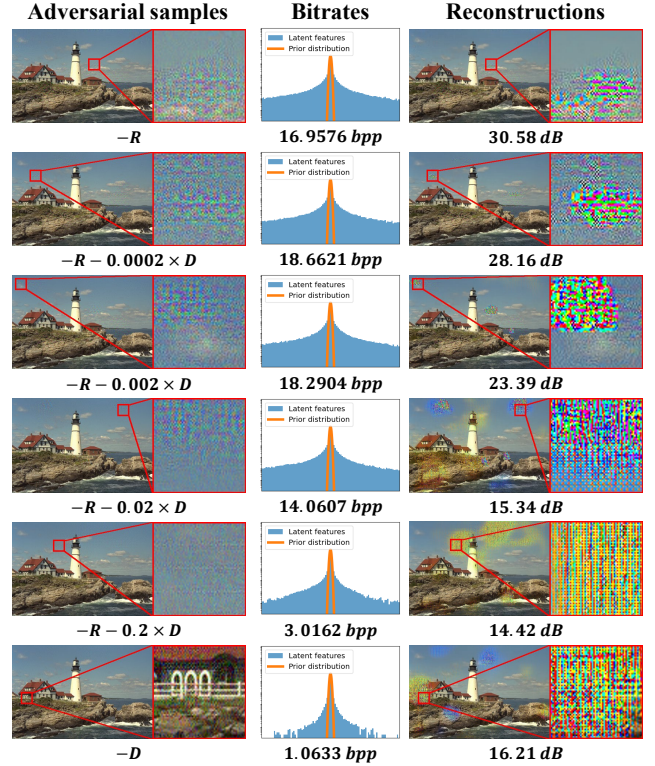 Adversarial samples Bitrates Reconstructions
Latent features
Prior distribution
−R 16.9576 bpp 30.58 dB
Latent features
Prior distribution
−R − 0.0002 × D 18.6621 bpp 28.16 dB
Latent features
Prior distribution
−R − 0.002 × D 18.2904 bpp 23.39 dB
Latent features
Prior distribution
−R − 0.02 × D 14.0607 bpp 15.34 dB
Latent features
Prior distribution
−R − 0.2 × D 3.0162 bpp 14.42 dB
Latent features
Prior distribution
−D 1.0633 bpp 16.21 dB